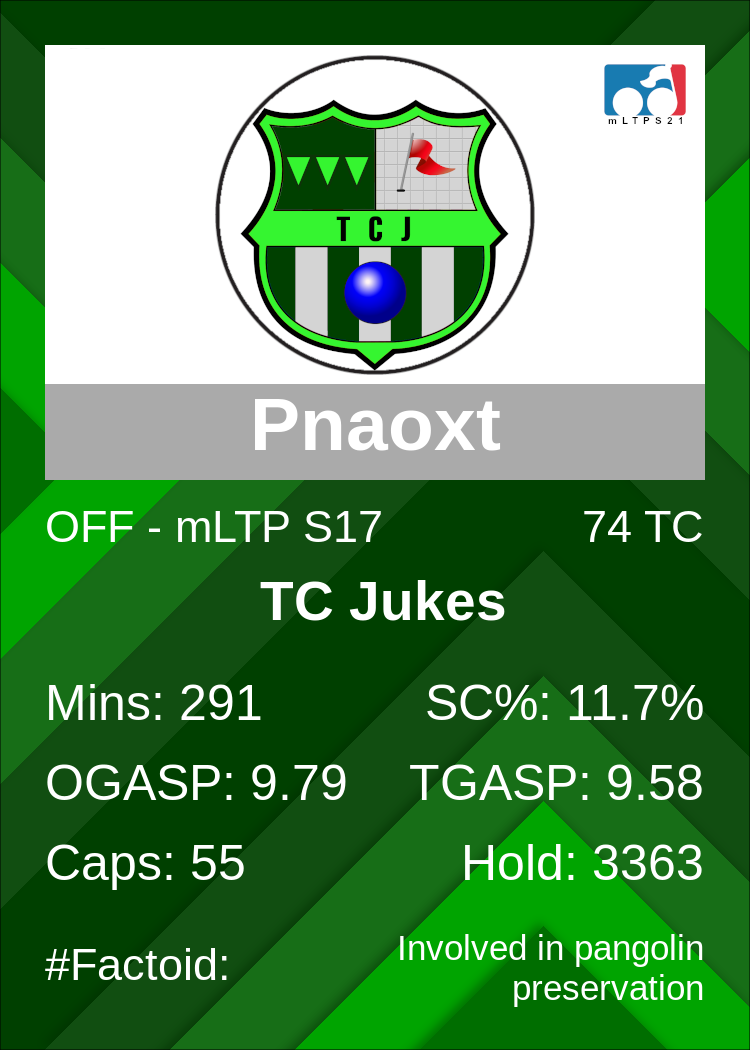 mLTPS21
TCJ
Pnaoxt
OFF - mLTP S17 74 TC
TC Jukes
Mins: 291 SC%: 11.7%
OGASP: 9.79 TGASP: 9.58
Caps: 55 Hold: 3363
#Factoid: Involved in pangolin
preservation